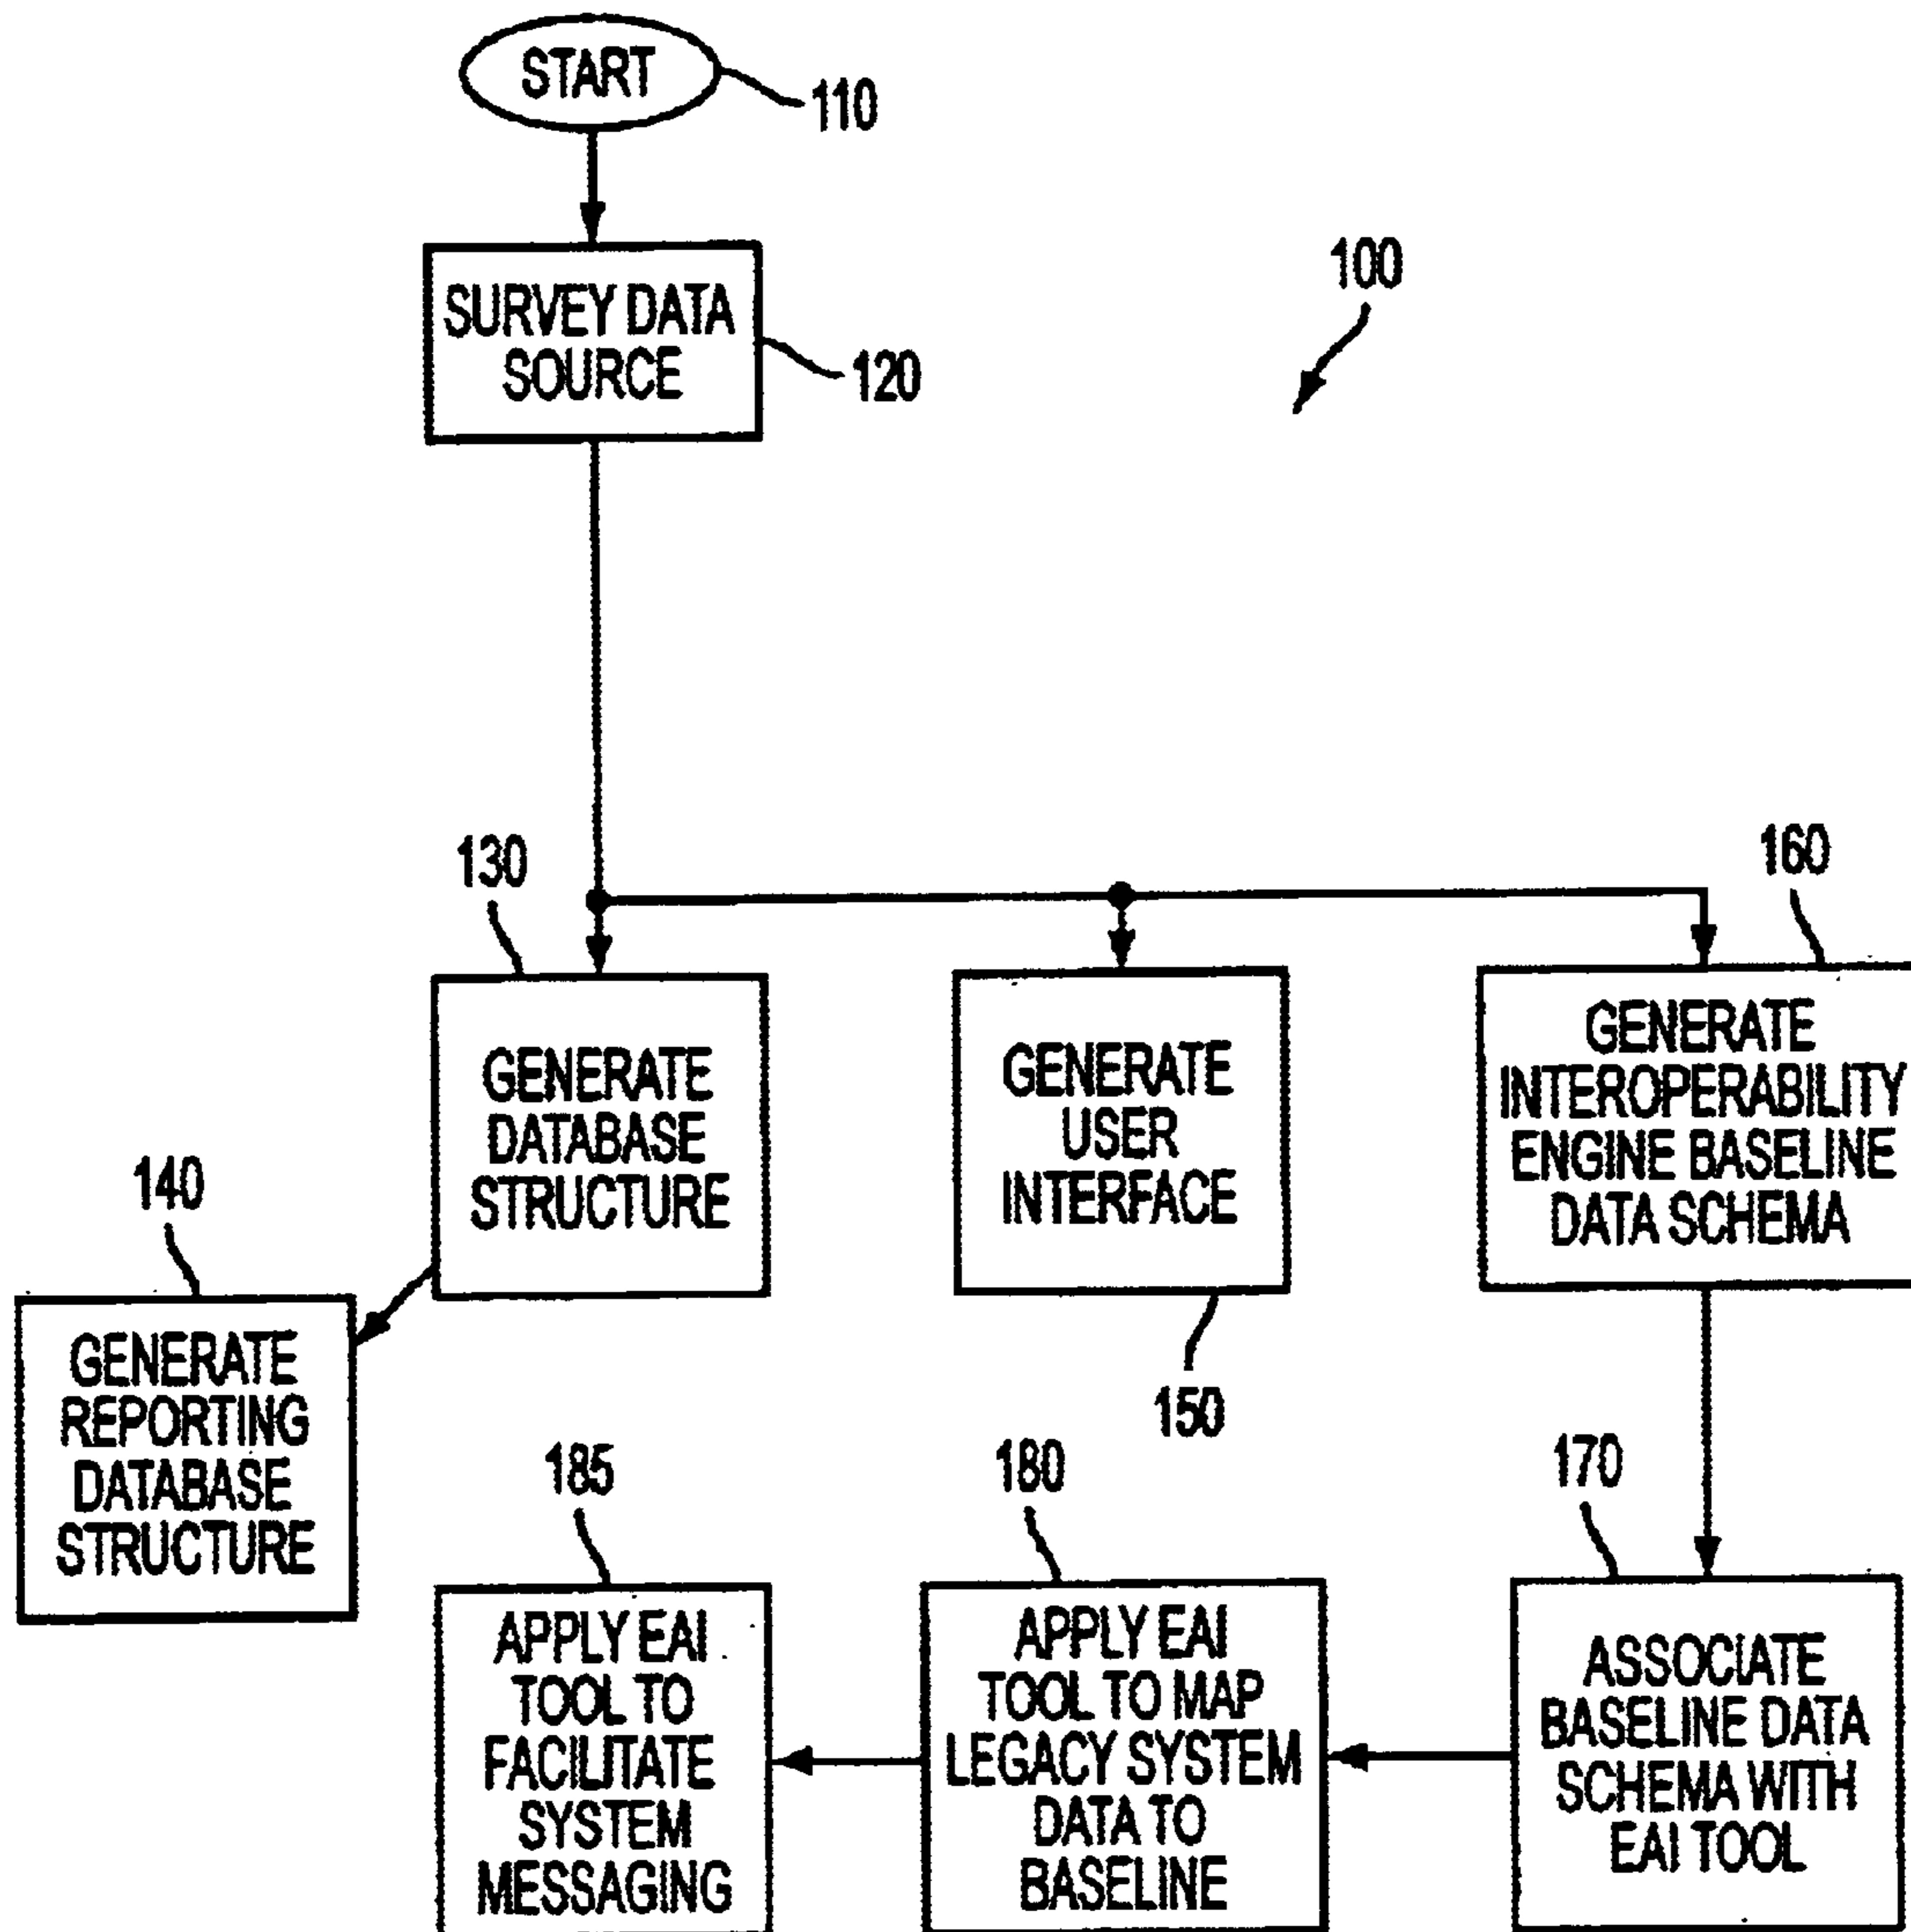 START
110
SURVEY DATA
SOURCE
120
100
130
160
GENERATE
DATABASE
STRUCTURE
GENERATE
USER
INTERFACE
GENERATE
INTEROPERABILITY
ENGINE BASELINE
DATA SCHEMA
140
GENERATE
REPORTING
DATABASE
STRUCTURE
150
185
180
170
APPLY EAI
TOOL TO
FACILITATE
SYSTEM
MESSAGING
APPLY EAI
TOOL TO MAP
LEGACY SYSTEM
DATA TO
BASELINE
ASSOCIATE
BASELINE DATA
SCHEMA WITH
EAI TOOL